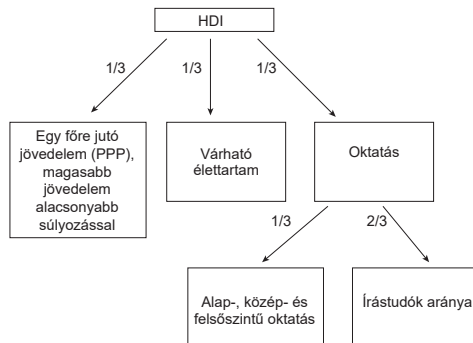 HDI
1/3
1/3
1/3
Egy főre jutó
jövedelem (PPP),
magasabb
jövedelem
alacsonyabb
súlyozással
Várható
élettartam
Oktatás
1/3
2/3
Alap-, közép- és
felsőszintű oktatás
Írástudók aránya